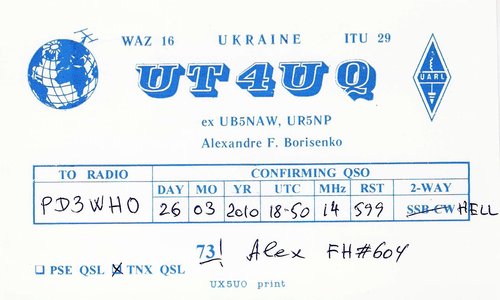 WAZ 16 UKRAINE ITU 29
UT4UQ
UARL
ex UB5NAW, UR5NP
Alexandre F. Borisenko
TO RADIO CONFIRMING QSO
DAY MO YR UTC MHz RST 2-WAY
PD3WHO 26 03 2010 18-50 14 599 SSB CW HELL
73! Alex FH#604
PSE QSL TNX QSL
UX5UO print